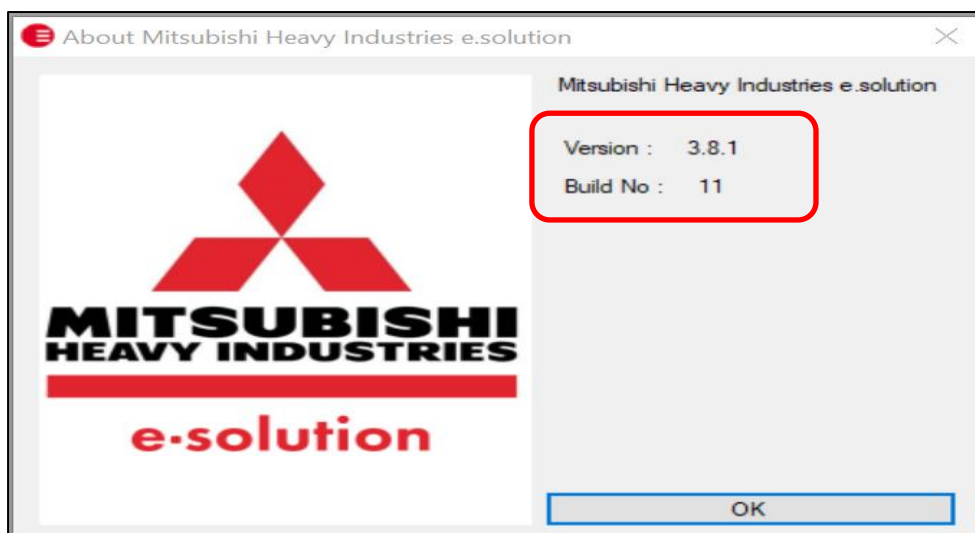 About Mitsubishi Heavy Industries e.solution
Mitsubishi Heavy Industries e.solution
Version : 3.8.1
Build No : 11
MITSUBISHI
HEAVY INDUSTRIES
e-solution
OK